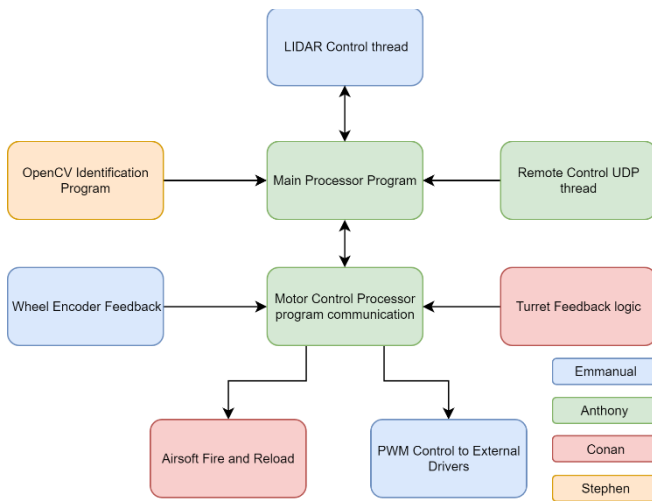 LIDAR Control thread
OpenCV Identification
Program
Main Processor Program
Remote Control UDP
thread
Wheel Encoder Feedback
Motor Control Processor
program communication
Turret Feedback logic
Airsoft Fire and Reload
PWM Control to External
Drivers
Emmanual
Anthony
Conan
Stephen